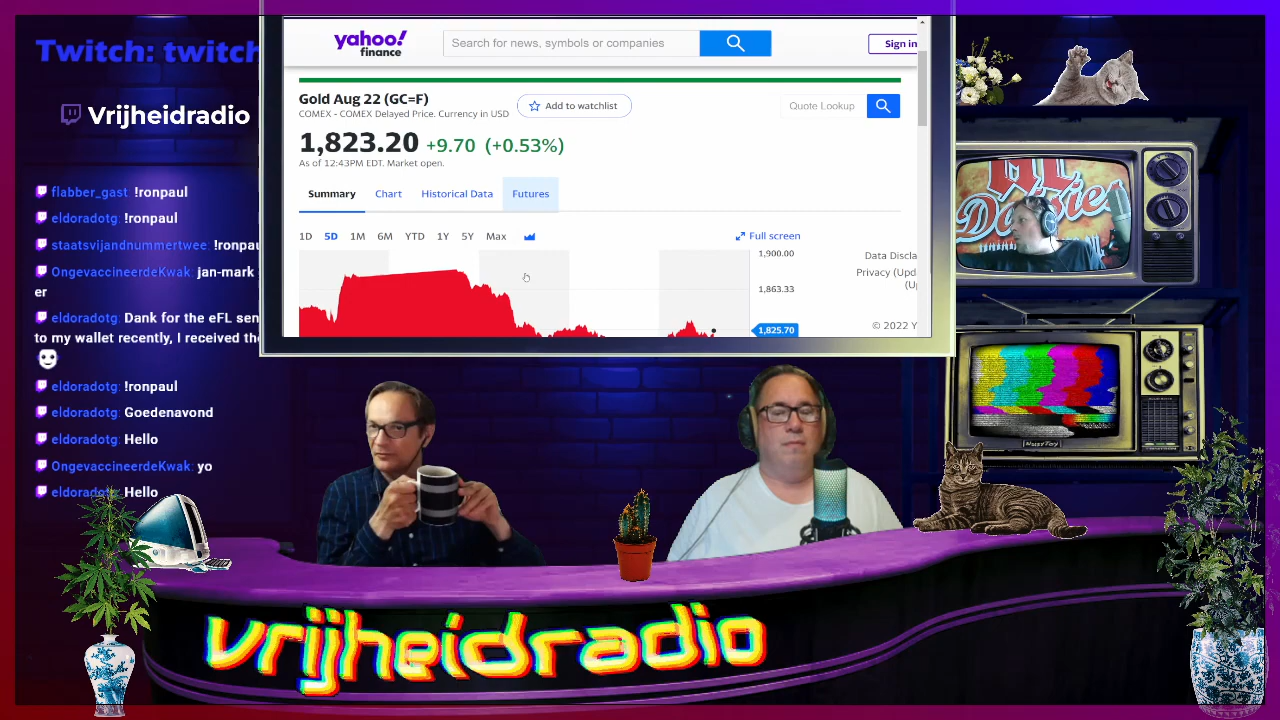 Twitch: twitch
Vrijheidradio
flabber_gast !ronpaul
eldoradotg: !ronpaul
staatsvijandnummertwee: !ronpau
OngevaccineerdeKwak: jan-mark
er
eldoradotg: Dank for the eFL sen
to my wallet recently, I received the
eldoradotg: !ronpaul
eldoradotg: Goedenavond
eldoradotg: Hello
OngevaccineerdeKwak: yo
eldoradotg: Hello
yahoo!
finance
Search for news, symbols or companies
Sign in
Gold Aug 22 (GC=F)
Add to watchlist
Quote Lookup
COMEX - COMEX Delayed Price. Currency in USD
1,823.20 +9.70 (+0.53%)
As of 12:43PM EDT. Market open.
Summary Chart Historical Data Futures
1D 5D 1M 6M YTD 1Y 5Y Max
Full screen
1,900.00
1,863.33
1,825.70
Data Discla
Privacy (Upd
(U
© 2022 Y
vrijheidradio